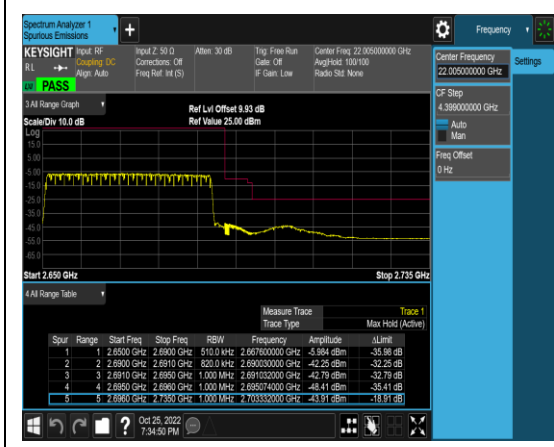 Spectrum Analyzer 1
Spurious Emissions
Frequency
KEYSIGHT Input: RF Input Z: 50 Ω Atten: 30 dB Trig: Free Run Center Freq: 22.005000000 GHz
RL Coupling: DC Corrections: Off Gate: Off Avg|Hold: 100/100
Align: Auto Freq Ref: Int (S) IF Gain: Low Radio Std: None
PASS
Center Frequency
22.005000000 GHz
Settings
CF Step
4.399000000 GHz
Auto
Man
Freq Offset
0 Hz
3 All Range Graph
Ref Lvl Offset 9.93 dB
Scale/Div 10.0 dB Ref Value 25.00 dBm
Log
15.0
5.00
-5.00
-15.0
-25.0
-35.0
-45.0
-55.0
-65.0
Start 2.650 GHz Stop 2.735 GHz
4 All Range Table
Measure Trace Trace 1
Trace Type Max Hold (Active)
Spur Range Start Freq Stop Freq RBW Frequency Amplitude ΔLimit
1 1 2.6500 GHz 2.6900 GHz 510.0 kHz 2.667600000 GHz -5.984 dBm -35.98 dB
2 2 2.6900 GHz 2.6910 GHz 820.0 kHz 2.690030000 GHz -42.25 dBm -32.25 dB
3 3 2.6910 GHz 2.6950 GHz 1.000 MHz 2.691032000 GHz -42.79 dBm -32.79 dB
4 4 2.6950 GHz 2.6960 GHz 1.000 MHz 2.695074000 GHz -48.41 dBm -35.41 dB
5 5 2.6960 GHz 2.7350 GHz 1.000 MHz 2.703332000 GHz -43.91 dBm -18.91 dB
Oct 25, 2022
7:34:50 PM